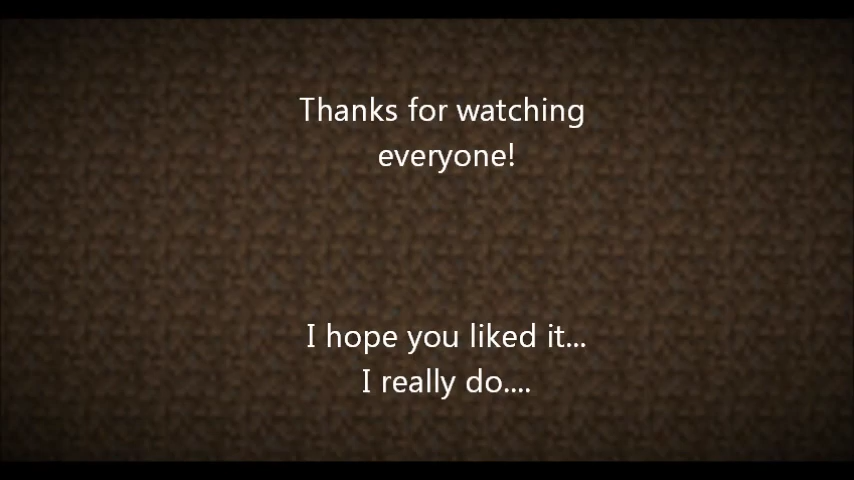 Thanks for watching
everyone!
I hope you liked it...
I really do....